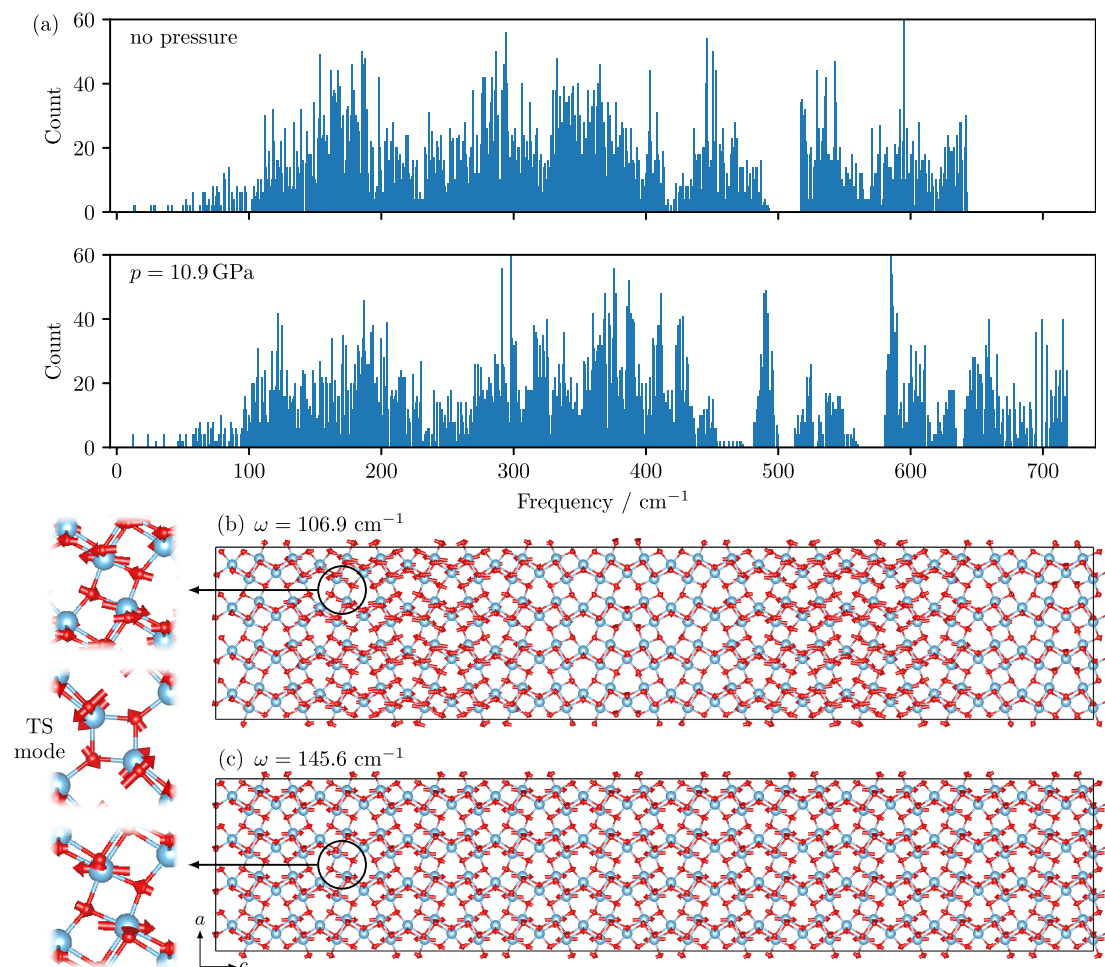 (a)
no pressure
60
40
20
0
Count
p = 10.9 GPa
60
40
20
0
Count
0 100 200 300 400 500 600 700
Frequency / cm⁻¹
(b) ω = 106.9 cm⁻¹
TS
mode
(c) ω = 145.6 cm⁻¹
a
c